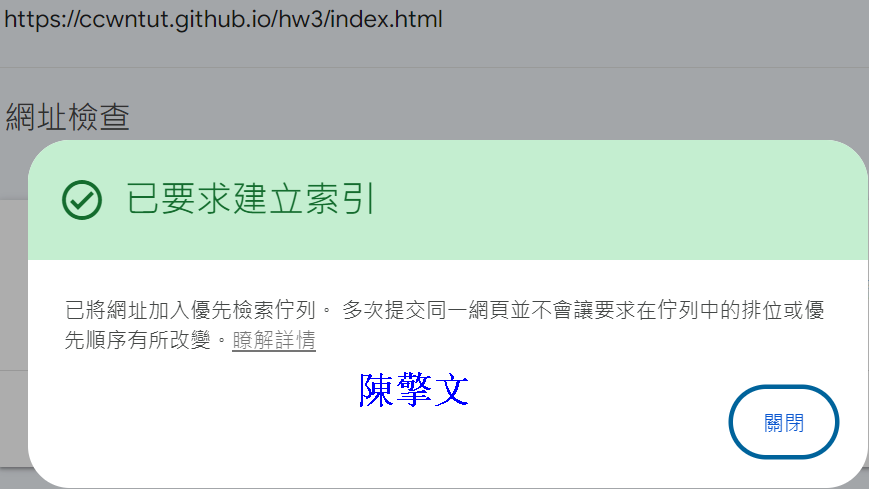 https://ccwntut.github.io/hw3/index.html
網址檢查
已要求建立索引
已將網址加入優先檢索佇列。 多次提交同一網頁並不會讓要求在佇列中的排位或優
先順序有所改變。瞭解詳情
陳擎文
關閉